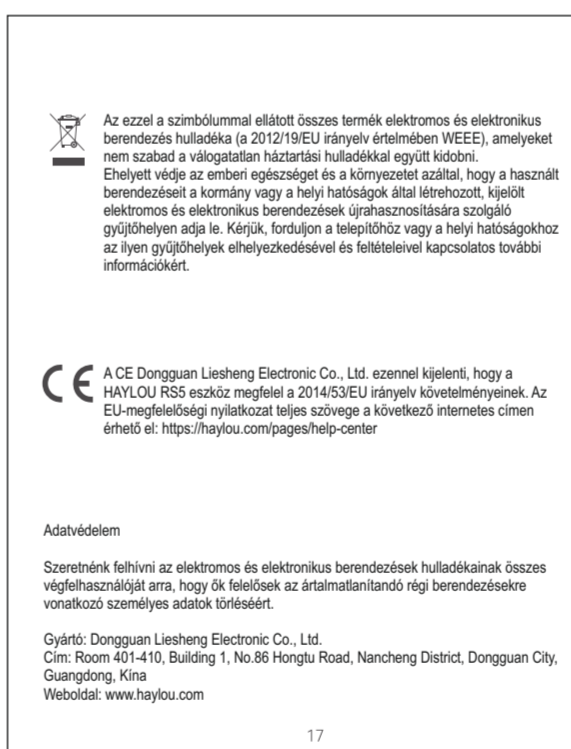 Az ezzel a szimbólummal ellátott összes termék elektromos és elektronikus
berendezés hulladéka (a 2012/19/EU irányelv értelmében WEEE), amelyeket
nem szabad a válogatatlan háztartási hulladékkal együtt kidobni.
Ehelyett védje az emberi egészséget és a környezetet azáltal, hogy a használt
berendezéseit a kormány vagy a helyi hatóságok által létrehozott, kijelölt
elektromos és elektronikus berendezések újrahasznosítására szolgáló
gyűjtőhelyen adja le. Kérjük, forduljon a telepítőhöz vagy a helyi hatóságokhoz
az ilyen gyűjtőhelyek elhelyezkedésével és feltételeivel kapcsolatos további
információkért.
CE A CE Dongguan Liesheng Electronic Co., Ltd. ezennel kijelenti, hogy a
HAYLOU RS5 eszköz megfelel a 2014/53/EU irányelv követelményeinek. Az
EU-megfelelőségi nyilatkozat teljes szövege a következő internetes címen
érhető el: https://haylou.com/pages/help-center
Adatvédelem
Szeretnénk felhívni az elektromos és elektronikus berendezések hulladékainak összes
végfelhasználóját arra, hogy ők felelősek az ártalmatlanítandó régi berendezésekre
vonatkozó személyes adatok törléséért.
Gyártó: Dongguan Liesheng Electronic Co., Ltd.
Cím: Room 401-410, Building 1, No.86 Hongtu Road, Nancheng District, Dongguan City,
Guangdong, Kína
Weboldal: www.haylou.com
17